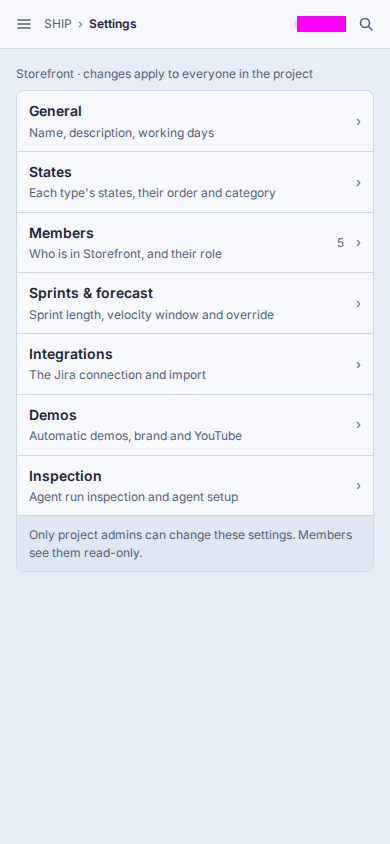 SHIP › Settings
Storefront · changes apply to everyone in the project
General
Name, description, working days
States
Each type's states, their order and category
Members
Who is in Storefront, and their role
5
Sprints & forecast
Sprint length, velocity window and override
Integrations
The Jira connection and import
Demos
Automatic demos, brand and YouTube
Inspection
Agent run inspection and agent setup
Only project admins can change these settings. Members
see them read-only.